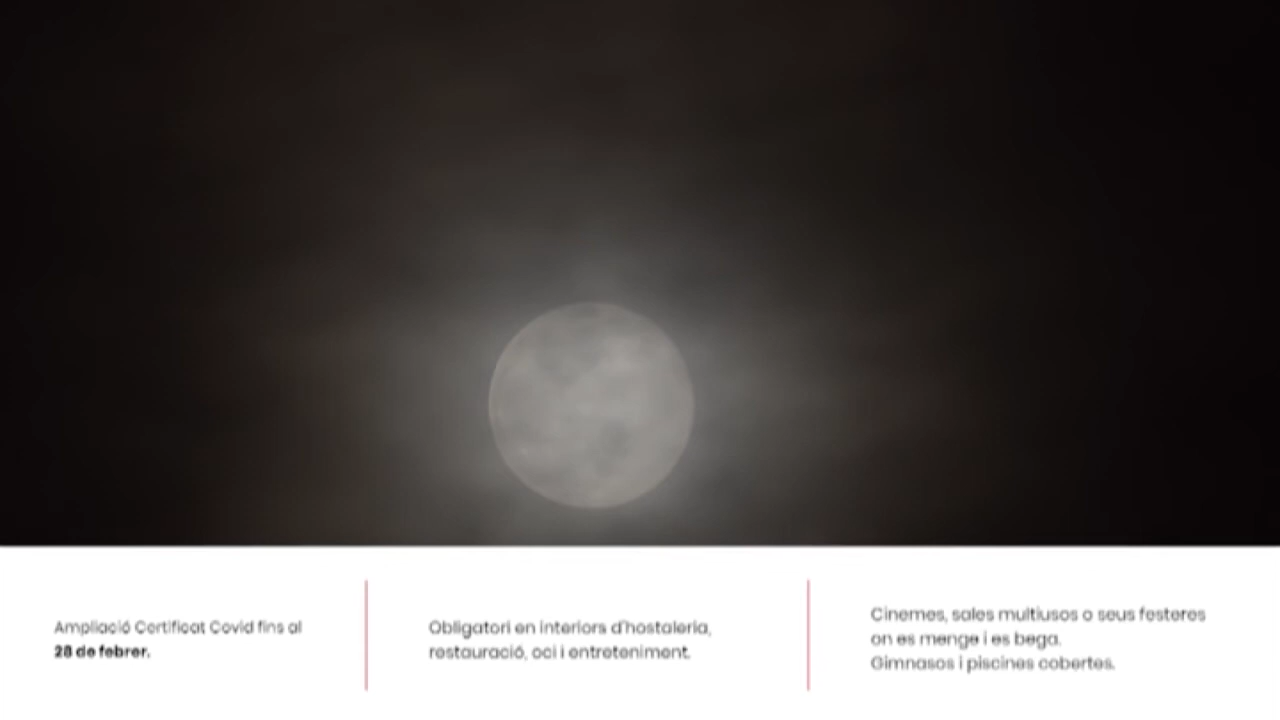 Ampliació Certificat Covid fins al
28 de febrer.
Obligatori en interiors d'hostaleria,
restauració, oci i entreteniment.
Cinemes, sales multiusos o seus festeres
on es menge i es bega.
Gimnasos i piscines cobertes.